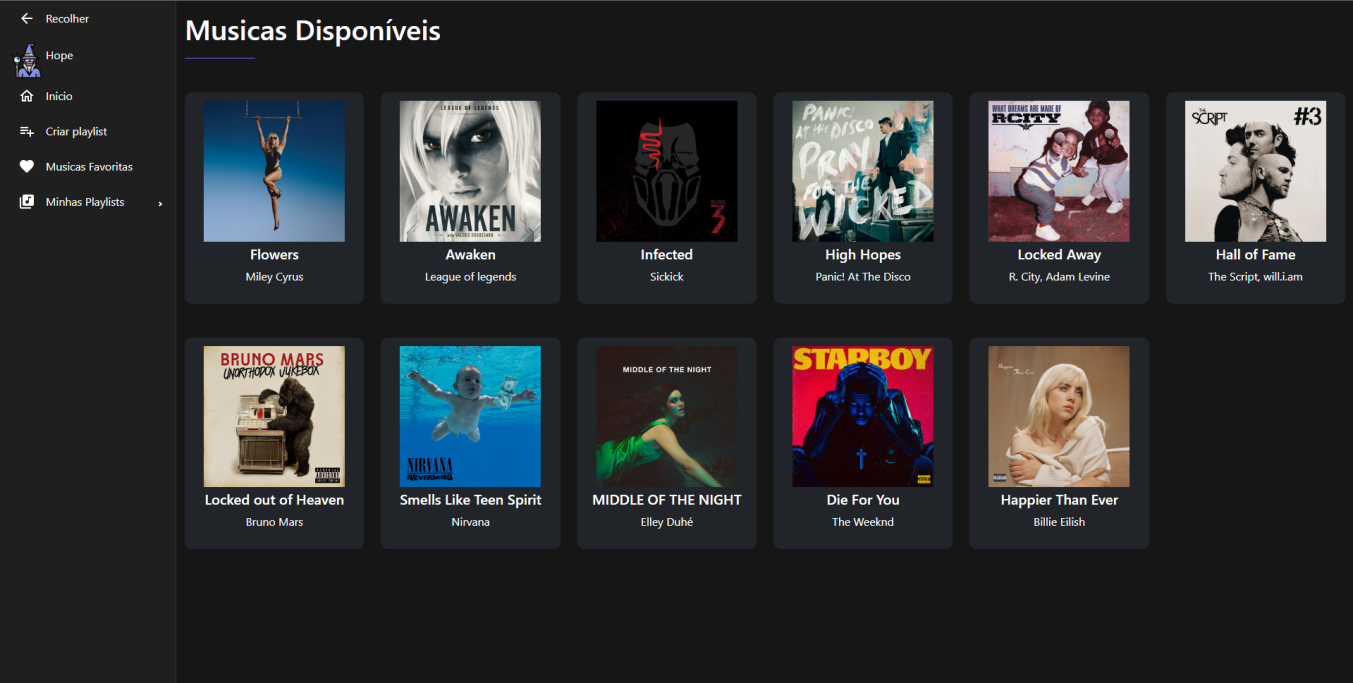 Recolher
Hope
Inicio
Criar playlist
Musicas Favoritas
Minhas Playlists
Musicas Disponíveis
LEAGUE OF LEGENDS
AWAKEN
3
PANIC!
AT THE DISCO
PRAY
FOR THE
WICKED
WHAT DREAMS ARE MADE OF
R.CITY
THE
SCRIPT
#3
Flowers
Miley Cyrus
Awaken
League of legends
Infected
Sickick
High Hopes
Panic! At The Disco
Locked Away
R. City, Adam Levine
Hall of Fame
The Script, will.i.am
BRUNO MARS
UNORTHODOX JUKEBOX
NIRVANA
NEVERMIND
MIDDLE OF THE NIGHT
STARBOY
Happier
Than Ever
Locked out of Heaven
Bruno Mars
Smells Like Teen Spirit
Nirvana
MIDDLE OF THE NIGHT
Elley Duhé
Die For You
The Weeknd
Happier Than Ever
Billie Eilish